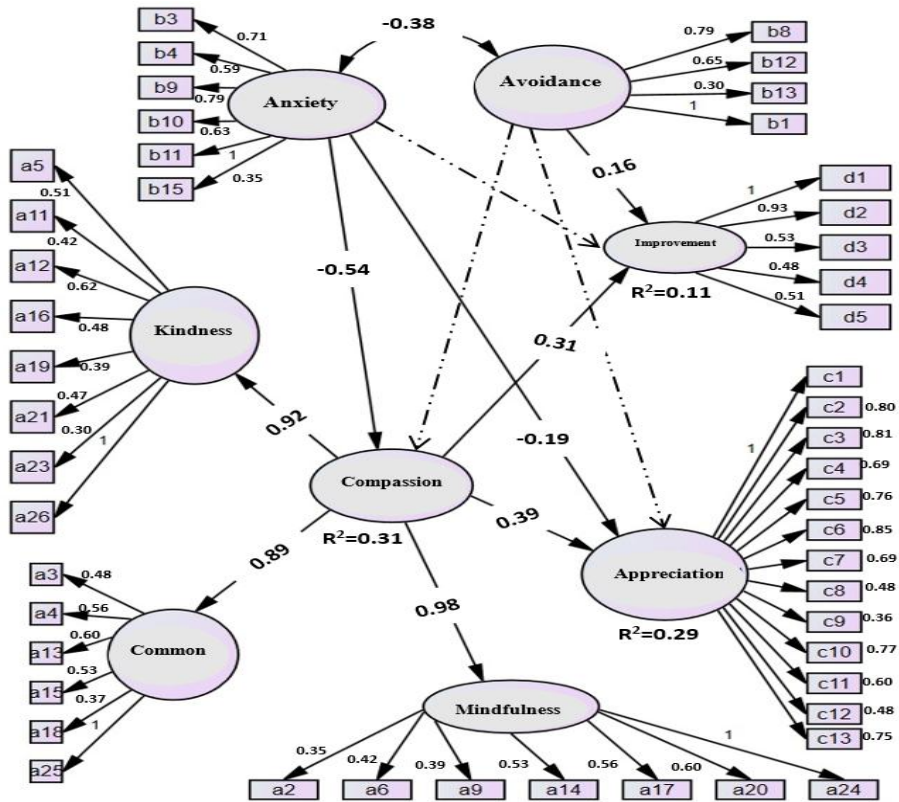 b3
b4
b9
b10
b11
b15
0.71
0.59
0.79
0.63
1
0.35
Anxiety
-0.38
Avoidance
0.79
0.65
0.30
1
b8
b12
b13
b1
a5
a11
a12
a16
a19
a21
a23
a26
0.51
0.42
0.62
0.48
0.39
0.47
0.30
1
Kindness
-0.54
0.16
Improvement
R²=0.11
1
0.93
0.53
0.48
0.51
d1
d2
d3
d4
d5
0.31
-0.19
0.92
Compassion
R²=0.31
0.39
0.89
0.98
Appreciation
R²=0.29
1
c1
c2 0.80
c3 0.81
c4 0.69
c5 0.76
c6 0.85
c7 0.69
c8 0.48
c9 0.36
c10 0.77
c11 0.60
c12 0.48
c13 0.75
a3
a4
a13
a15
a18
a25
0.48
0.56
0.60
0.53
0.37
1
Common
Mindfulness
0.35
0.42
0.39
0.53
0.56
0.60
1
a2
a6
a9
a14
a17
a20
a24